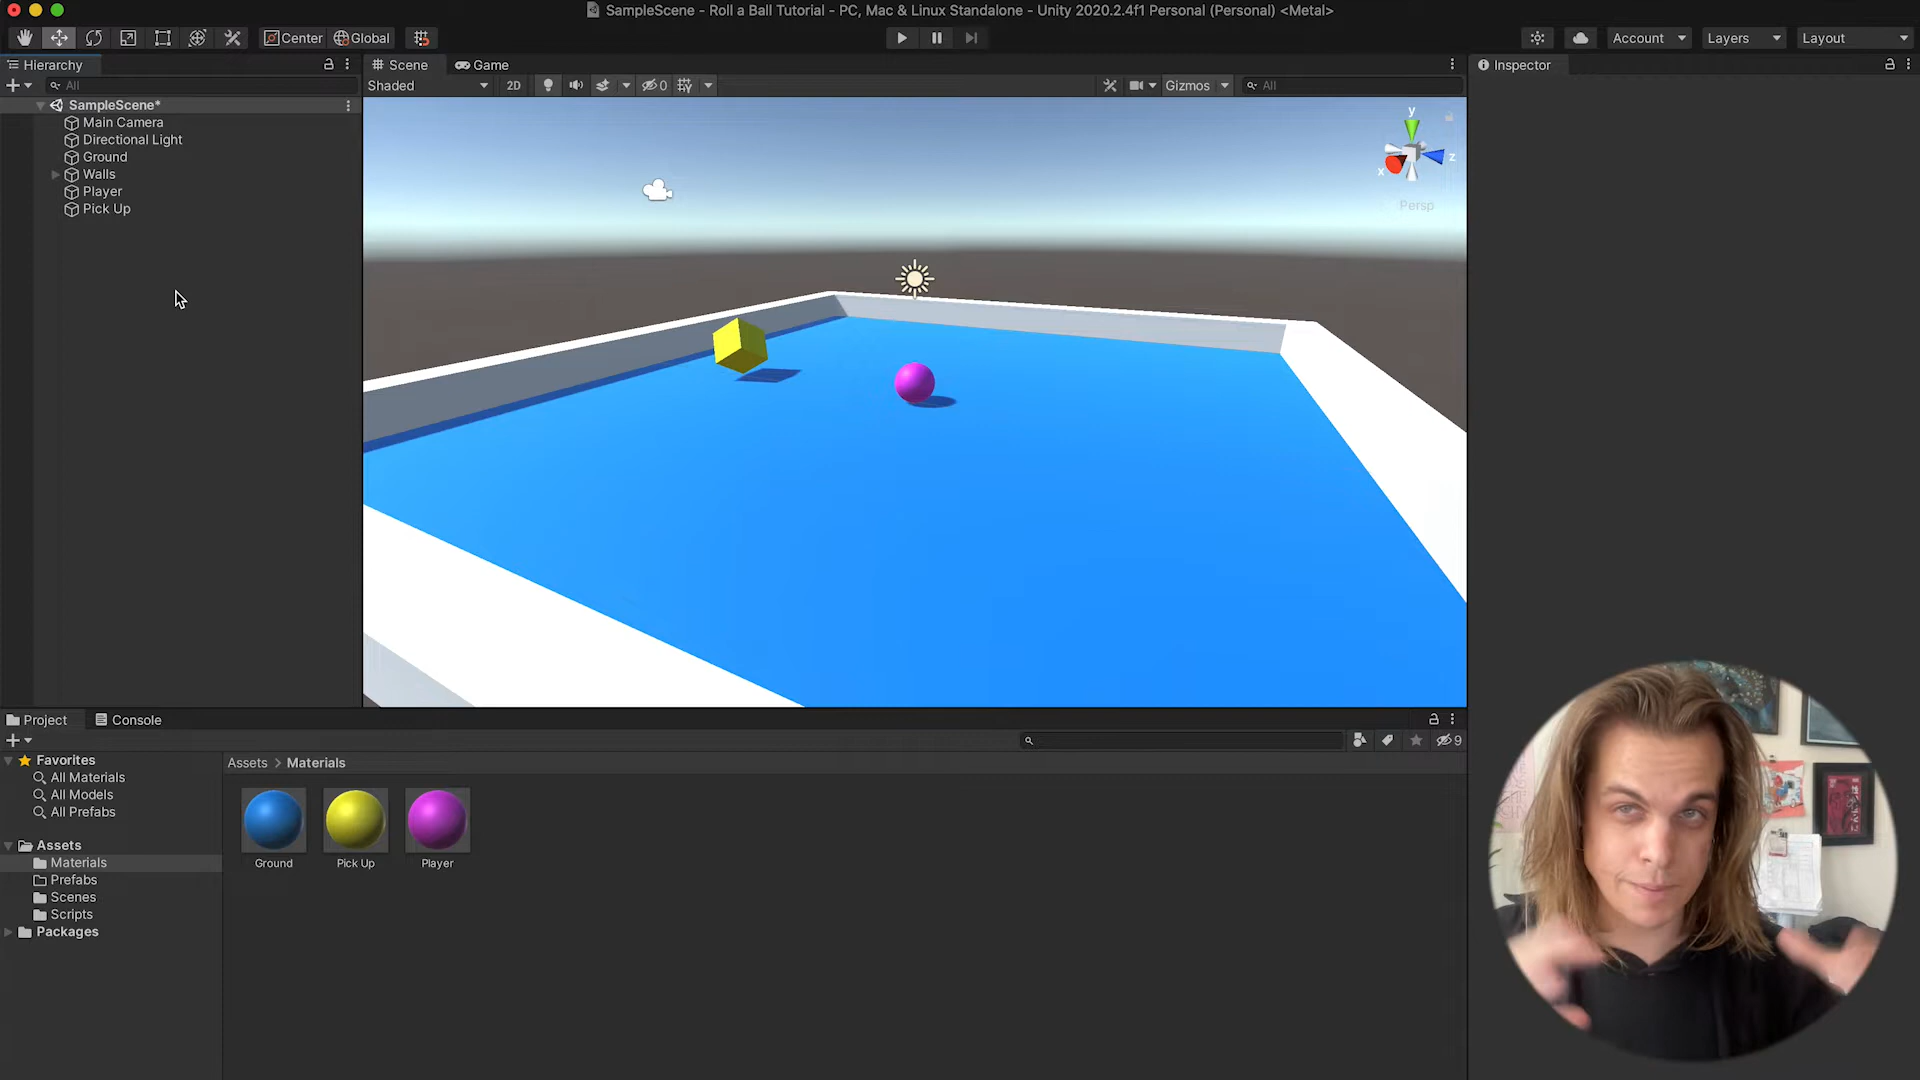 SampleScene - Roll a Ball Tutorial - PC, Mac & Linux Standalone - Unity 2020.2.4f1 Personal (Personal) <Metal>
Center Global Account Layers Layout
Hierarchy
All
SampleScene*
Main Camera
Directional Light
Ground
Walls
Player
Pick Up
Scene Game
Shaded 2D 0 Gizmos All
y
z
x
Persp
Inspector
Project Console
9
Favorites
All Materials
All Models
All Prefabs
Assets
Materials
Prefabs
Scenes
Scripts
Packages
Assets > Materials
Ground Pick Up Player